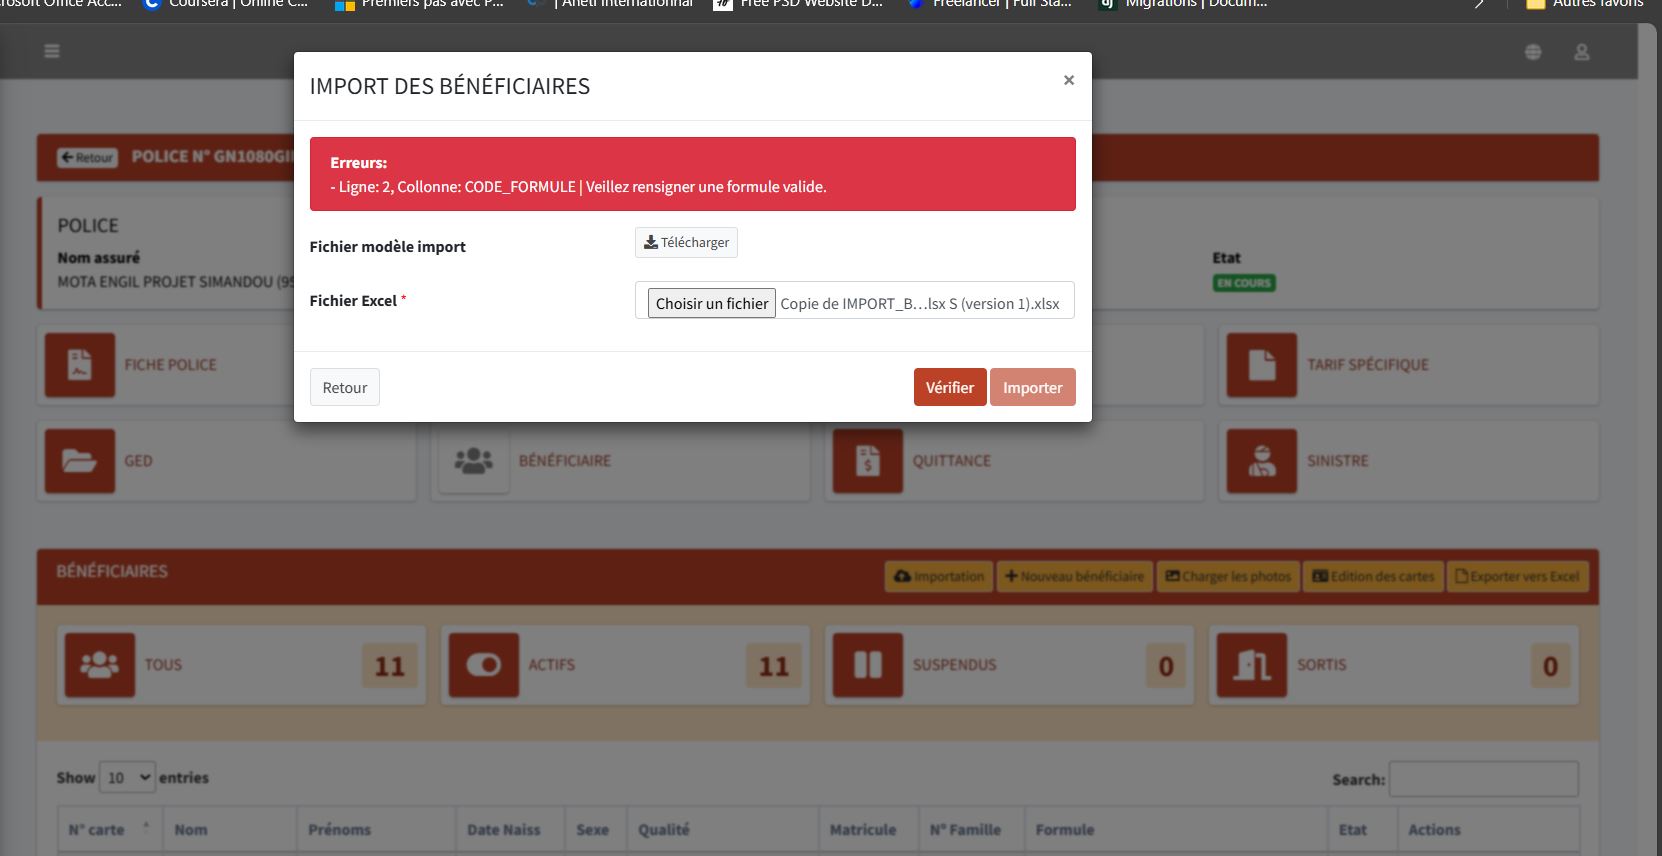 Coursera | Online C...
Premiers pas avec P...
| Aneti International
Free PSD Website D...
Freelancer | Full Sta...
Migrations | Docum...
Autres favoris
IMPORT DES BÉNÉFICIAIRES
×
Erreurs:
- Ligne: 2, Collonne: CODE_FORMULE | Veillez rensigner une formule valide.
Fichier modèle import
Télécharger
Fichier Excel *
Choisir un fichier Copie de IMPORT_B...lsx S (version 1).xlsx
Retour
Vérifier
Importer
Retour
POLICE N° GN1080GI
POLICE
Nom assuré
MOTA ENGIL PROJET SIMANDOU (95
Etat
EN COURS
FICHE POLICE
TARIF SPÉCIFIQUE
GED
BÉNÉFICIAIRE
QUITTANCE
SINISTRE
BÉNÉFICIAIRES
Importation
Nouveau bénéficiaire
Charger les photos
Edition des cartes
Exporter vers Excel
TOUS 11
ACTIFS 11
SUSPENDUS 0
SORTIS 0
Show 10 entries
Search:
N° carte Nom Prénoms Date Naiss Sexe Qualité Matricule N° Famille Formule Etat Actions